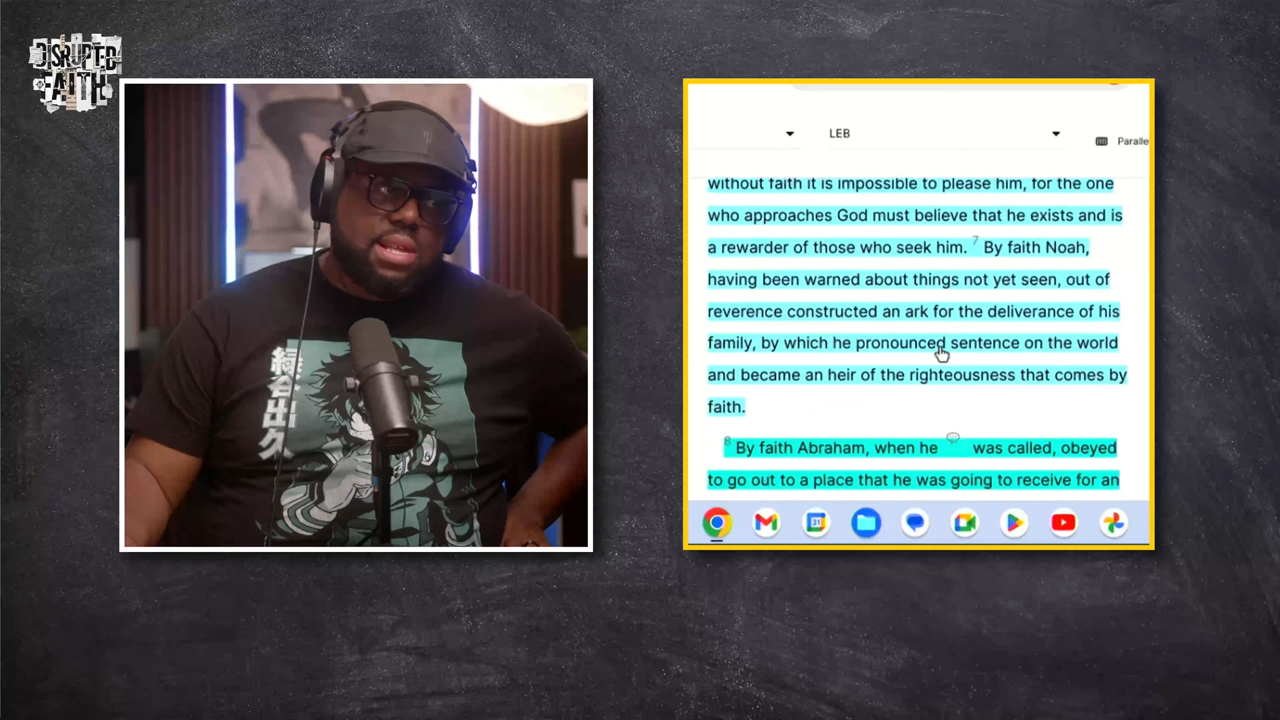 DISRUPTED
FAITH
緑谷出久
LEB
Paralle
without faith it is impossible to please him, for the one
who approaches God must believe that he exists and is
a rewarder of those who seek him. 7 By faith Noah,
having been warned about things not yet seen, out of
reverence constructed an ark for the deliverance of his
family, by which he pronounced sentence on the world
and became an heir of the righteousness that comes by
faith.
8 By faith Abraham, when he was called, obeyed
to go out to a place that he was going to receive for an
31